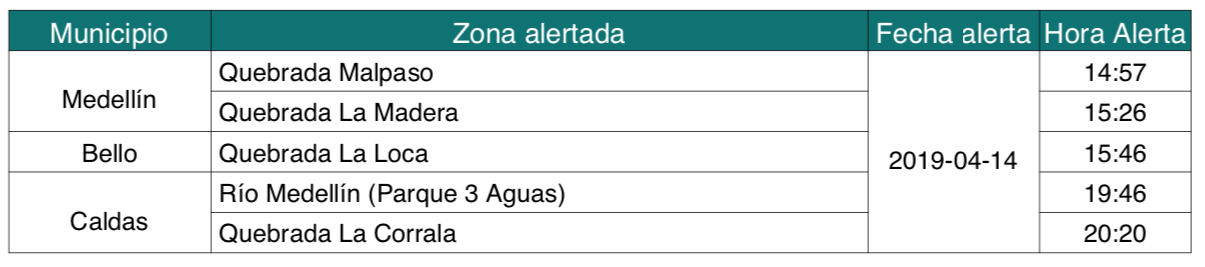 Municipio Zona alertada Fecha alerta Hora Alerta
Medellín Quebrada Malpaso 2019-04-14 14:57
Quebrada La Madera 15:26
Bello Quebrada La Loca 15:46
Caldas Río Medellín (Parque 3 Aguas) 19:46
Quebrada La Corrala 20:20